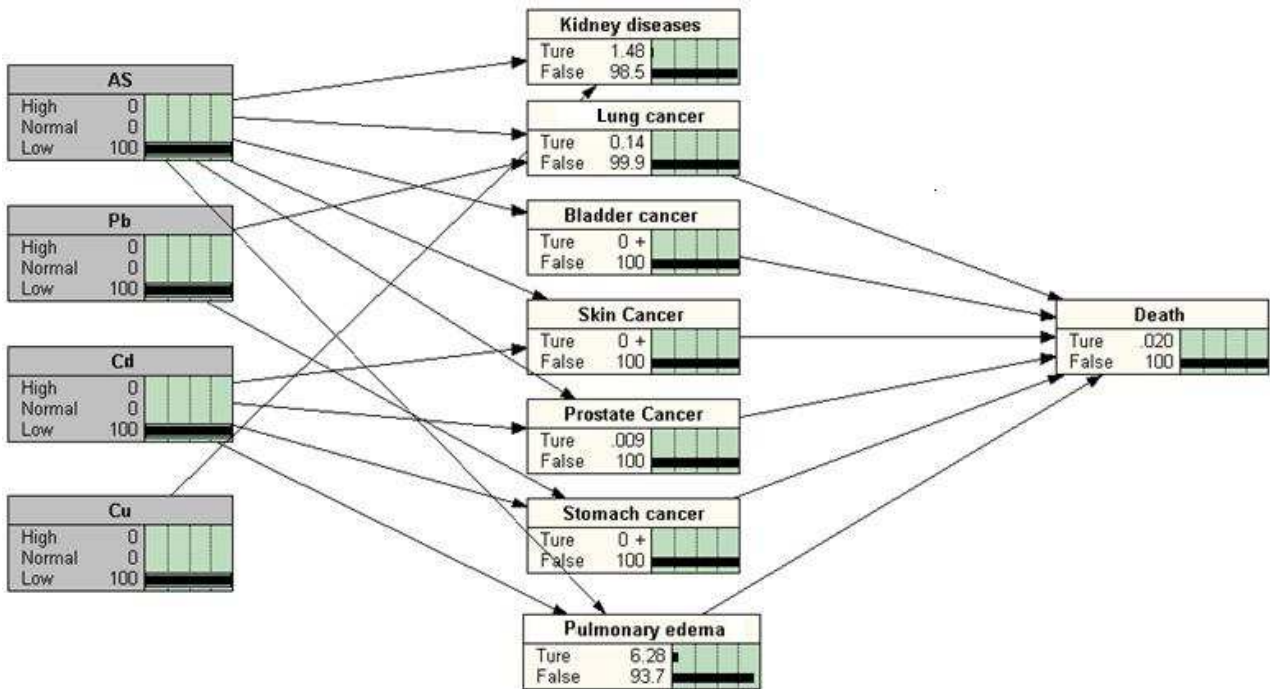 AS
High 0
Normal 0
Low 100
Pb
High 0
Normal 0
Low 100
Cd
High 0
Normal 0
Low 100
Cu
High 0
Normal 0
Low 100
Kidney diseases
Ture 1.48
False 98.5
Lung cancer
Ture 0.14
False 99.9
Bladder cancer
Ture 0 +
False 100
Skin Cancer
Ture 0 +
False 100
Prostate Cancer
Ture .009
False 100
Stomach cancer
Ture 0 +
False 100
Pulmonary edema
Ture 6.28
False 93.7
Death
Ture .020
False 100